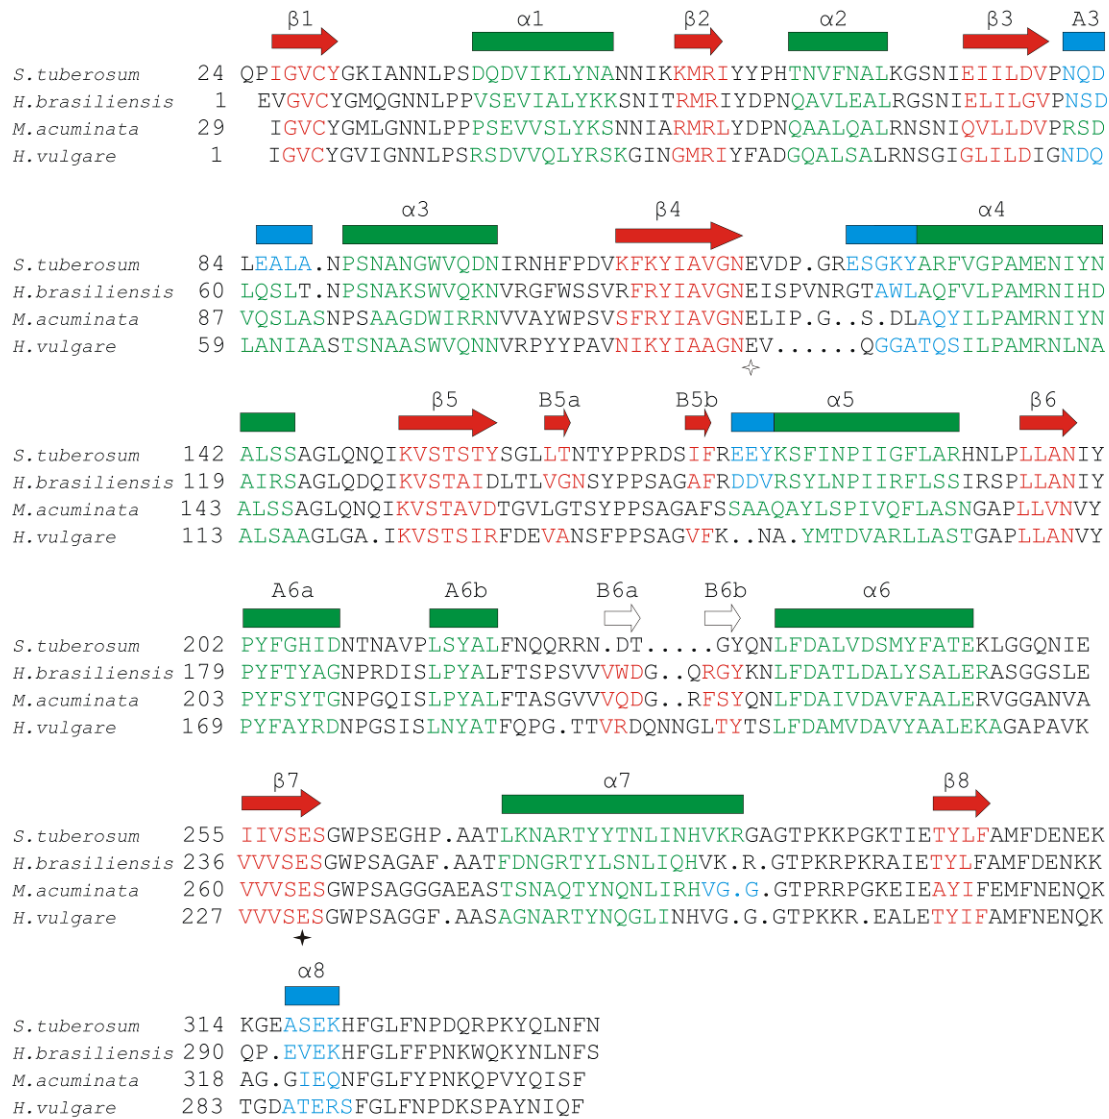 β1 α1 β2 α2 β3 A3
S.tuberosum 24 QPIGVCYGKIANNLPSDQDVIKLYNANNIKKMRIYYPHTNVFNALKGSNIEIILDVPNQD
H.brasiliensis 1 EVGVCYGMQGNNLPPVSEVIALYKKSNITRMRIYDPNQAVLEALRGSNIELILGVPNSD
M.acuminata 29 IGVCYGMLGNNLPPPSEVVSLYKSNNIARMRLYDPNQAALQALRNSNIQVLLDVPRSD
H.vulgare 1 IGVCYGVIGNNLPSRSDVVQLYRSKGINGMRIYFADGQALSALRNSGIGLILDIGNDQ
α3 β4 α4
S.tuberosum 84 LEALA.NPSNANGWVQDNIRNHFPDVKFKYIAVGNEVDP.GRESGKYARFVGPAMENIYN
H.brasiliensis 60 LQSLT.NPSNAKSWVQKNVRGFWSSVRFRYIAVGNEISPVNRGTAWLAQFVLPAMRNIHD
M.acuminata 87 VQSLASNPSAAGDWIRRNVVAYWPSVSFRYIAVGNELIP.G..S.DLAQYILPAMRNIYN
H.vulgare 59 LANIAASTSNAASWVQNNVRPYYPAVNIKYIAAGNEV......QGGATQSILPAMRNLNA
β5 B5a B5b α5 β6
S.tuberosum 142 ALSSAGLQNQIKVSTSTYSGLLTNTYPPRDSIFREEYKSFINPIIGFLARHNLPLLANIY
H.brasiliensis 119 AIRSAGLQDQIKVSTAIDLTLVGNSYPPSAGAFRDDVRSYLNPIIRFLSSIRSPLLANIY
M.acuminata 143 ALSSAGLQNQIKVSTAVDTGVLGTSYPPSAGAFSSAAQAYLSPIVQFLASNGAPLLVNVY
H.vulgare 113 ALSAAGLGA.IKVSTSIRFDEVANSFPPSAGVFK..NA.YMTDVARLLASTGAPLLANVY
A6a A6b B6a B6b α6
S.tuberosum 202 PYFGHIDNTNAVPLSYALFNQQRRN.DT.....GYQNLFDALVDSMYFATEKLGGQNIE
H.brasiliensis 179 PYFTYAGNPRDISLPYALFTSPSVVVWDG..QRGYKNLFDATLDALYSALERASGGSLE
M.acuminata 203 PYFSYTGNPGQISLPYALFTASGVVVQDG..RFSYQNLFDAIVDAVFAALERVGGANVA
H.vulgare 169 PYFAYRDNPGSISLNYATFQPG.TTVRDQNNGLTYTSLFDAMVDAVYAALEKAGAPAVK
β7 α7 β8
S.tuberosum 255 IIVSESGWPSEGHP.AATLKNARTYYTNLINHVKRGAGTPKKPGKTIETYLFAMFDENEK
H.brasiliensis 236 VVVSESGWPSAGAF.AATFDNGRTYLSNLIQHVK.R.GTPKRPKRAIETYLFAMFDENKK
M.acuminata 260 VVVSESGWPSAGGGAEASTSNAQTYNQNLIRHVG.G.GTPRRPGKEIEAYIFEMFNENQK
H.vulgare 227 VVVSESGWPSAGGF.AASAGNARTYNQGLINHVG.G.GTPKKR.EALETYIFAMFNENQK
α8
S.tuberosum 314 KGEASEKHFGLFNPDQRPKYQLNFN
H.brasiliensis 290 QP.EVEKHFGLFFPNKWQKYNLNFS
M.acuminata 318 AG.GIEQNFGLFYPNKQPVYQISF
H.vulgare 283 TGDATERSFGLFNPDKSPAYNIQF